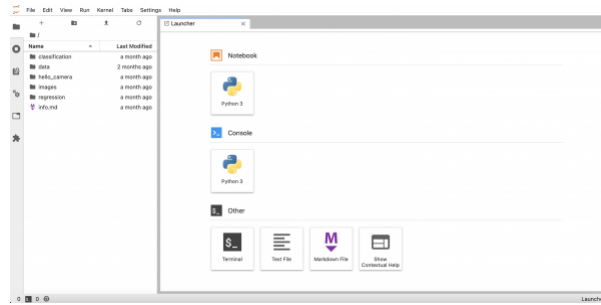 File Edit View Run Kernel Tabs Settings Help
Launcher
/
Name Last Modified
classification a month ago
data 2 months ago
hello_camera a month ago
images a month ago
regression a month ago
info.md a month ago
Notebook
Python 3
Console
Python 3
$_ Other
$_ M
Terminal Text File Markdown File Show Contextual Help
0 $_ 0
Launcher